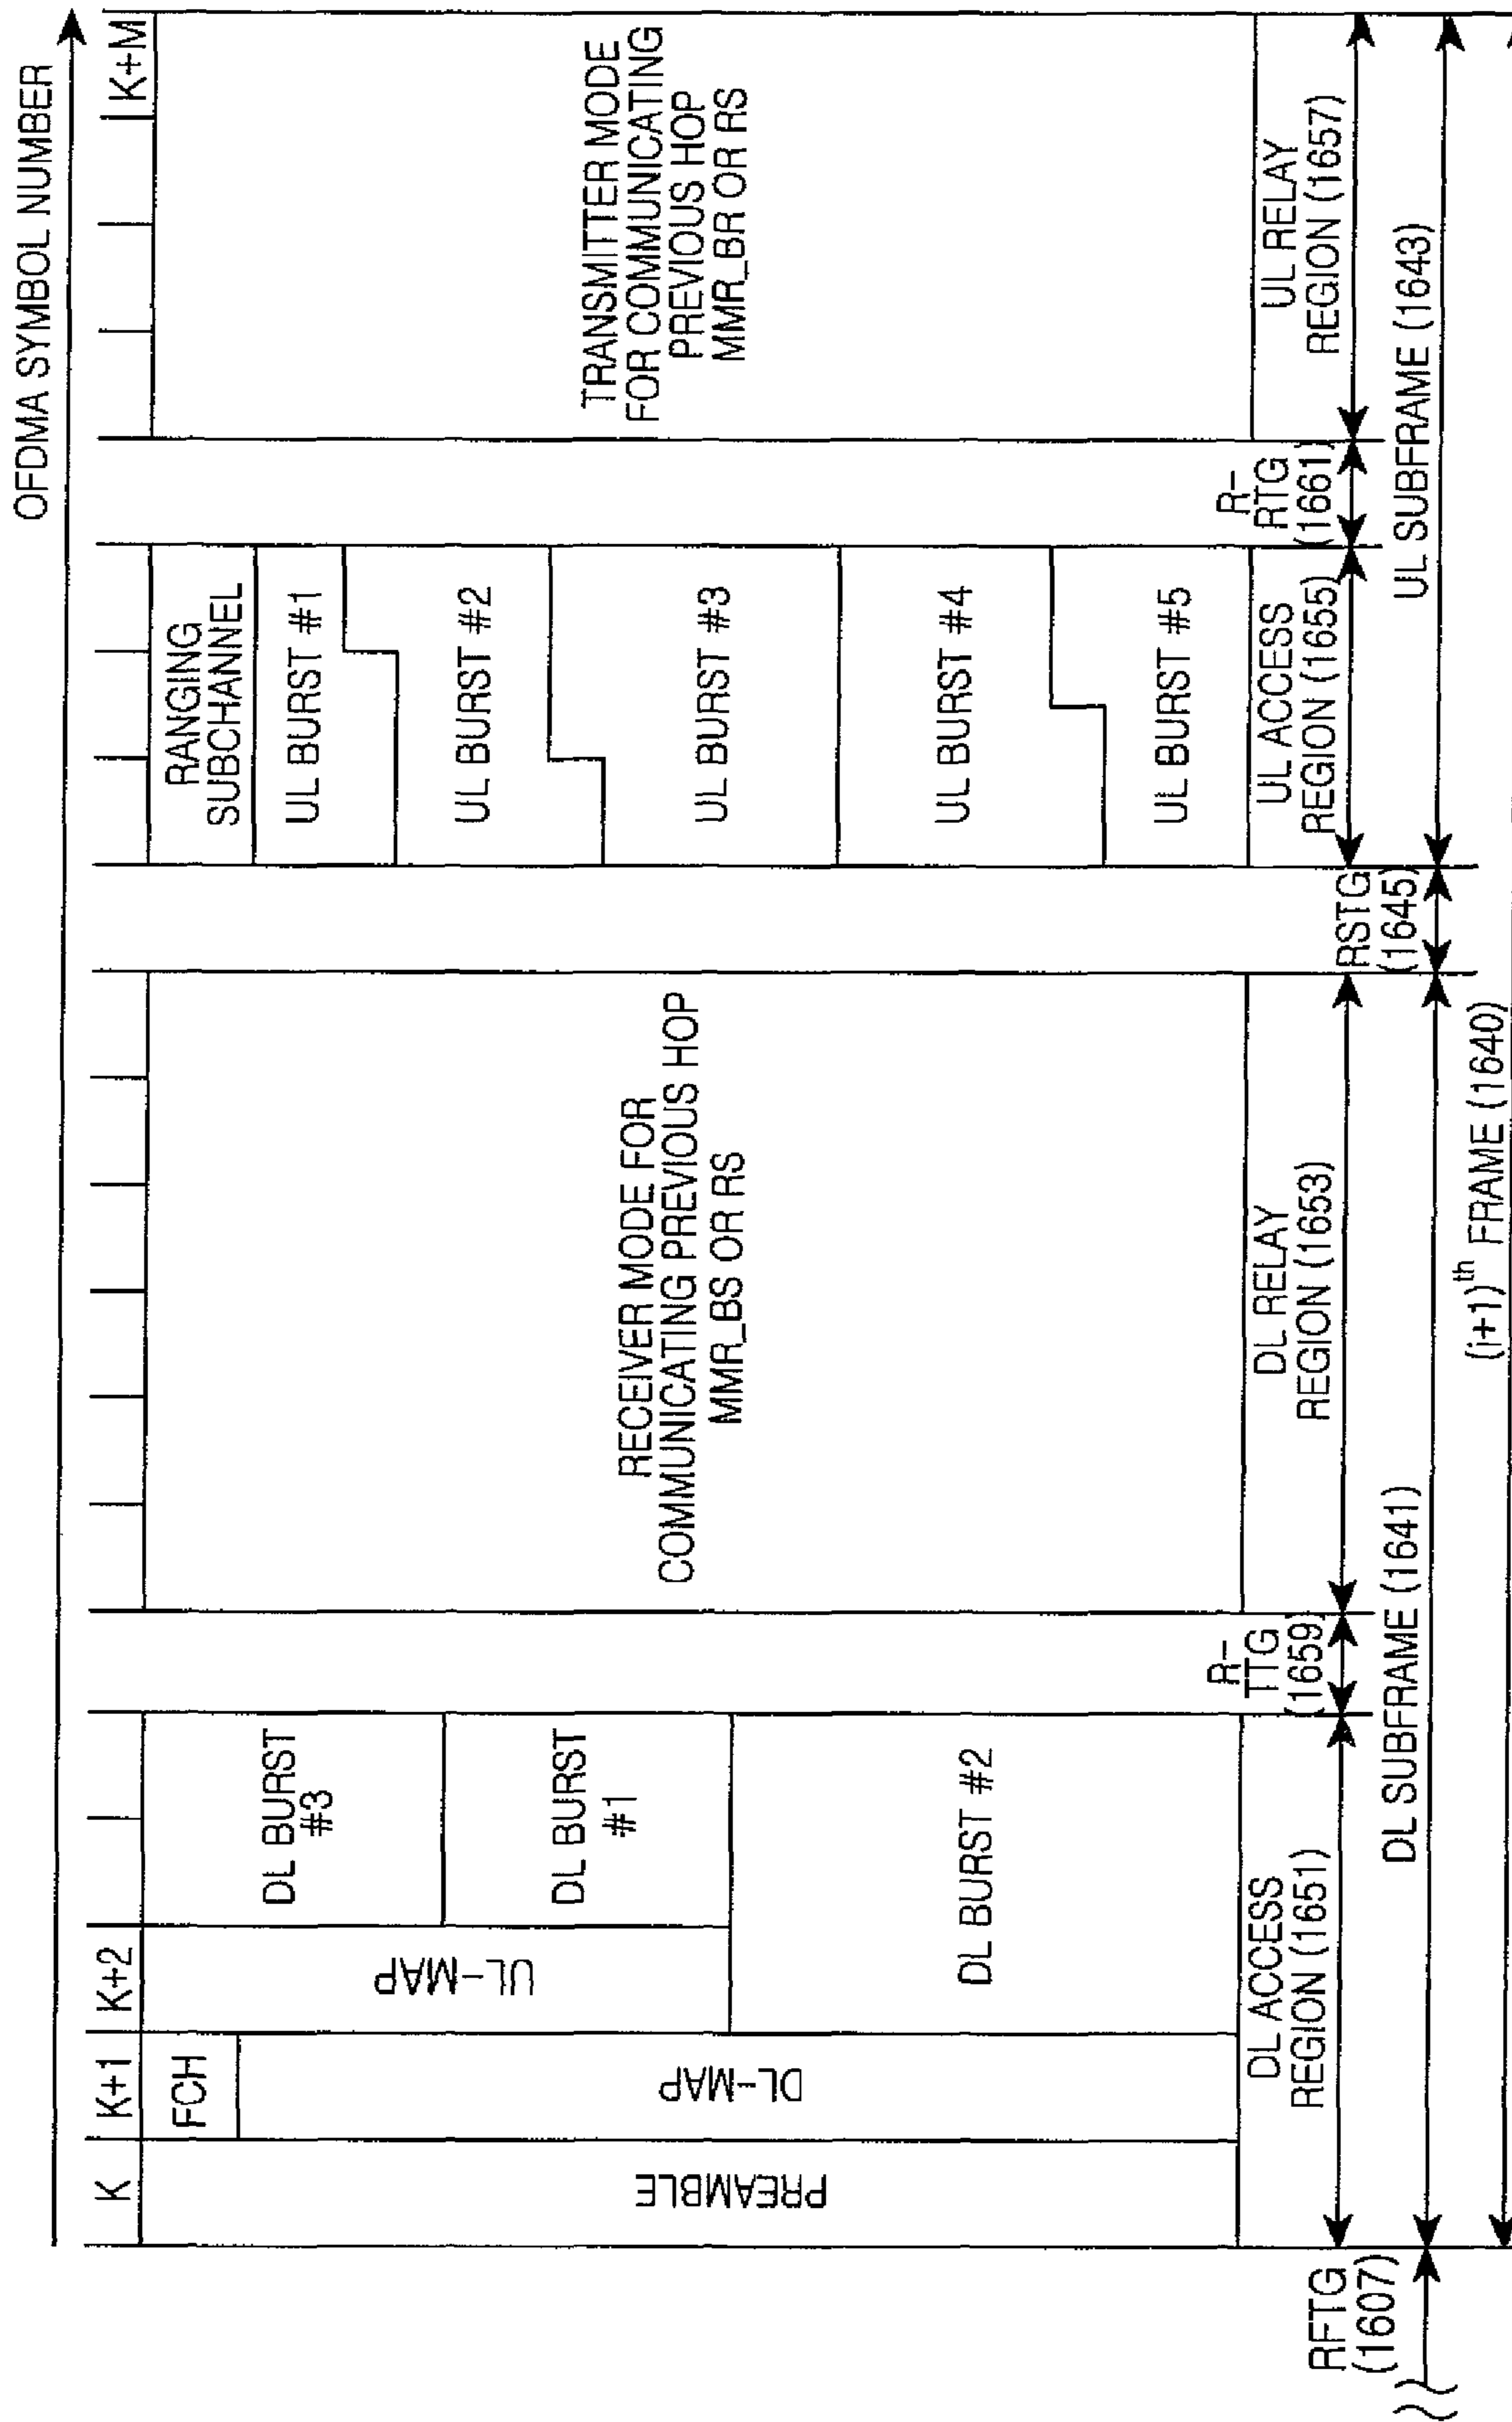 OFDMA SYMBOL NUMBER
K
K+1
K+2
K+M
PREAMBLE
FCH
DL-MAP
UL-MAP
DL BURST
#3
DL BURST
#1
DL BURST #2
RECEIVER MODE FOR
COMMUNICATING PREVIOUS HOP
MMR_BS OR RS
RANGING
SUBCHANNEL
UL BURST #1
UL BURST #2
UL BURST #3
UL BURST #4
UL BURST #5
TRANSMITTER MODE
FOR COMMUNICATING
PREVIOUS HOP
MMR_BR OR RS
DL ACCESS
REGION (1651)
R-
TTG
(1659)
DL RELAY
REGION (1653)
RSTG
(1645)
UL ACCESS
REGION (1655)
R-
RTG
(1661)
UL RELAY
REGION (1657)
RFTG
(1607)
DL SUBFRAME (1641)
UL SUBFRAME (1643)
(i+1)th FRAME (1640)